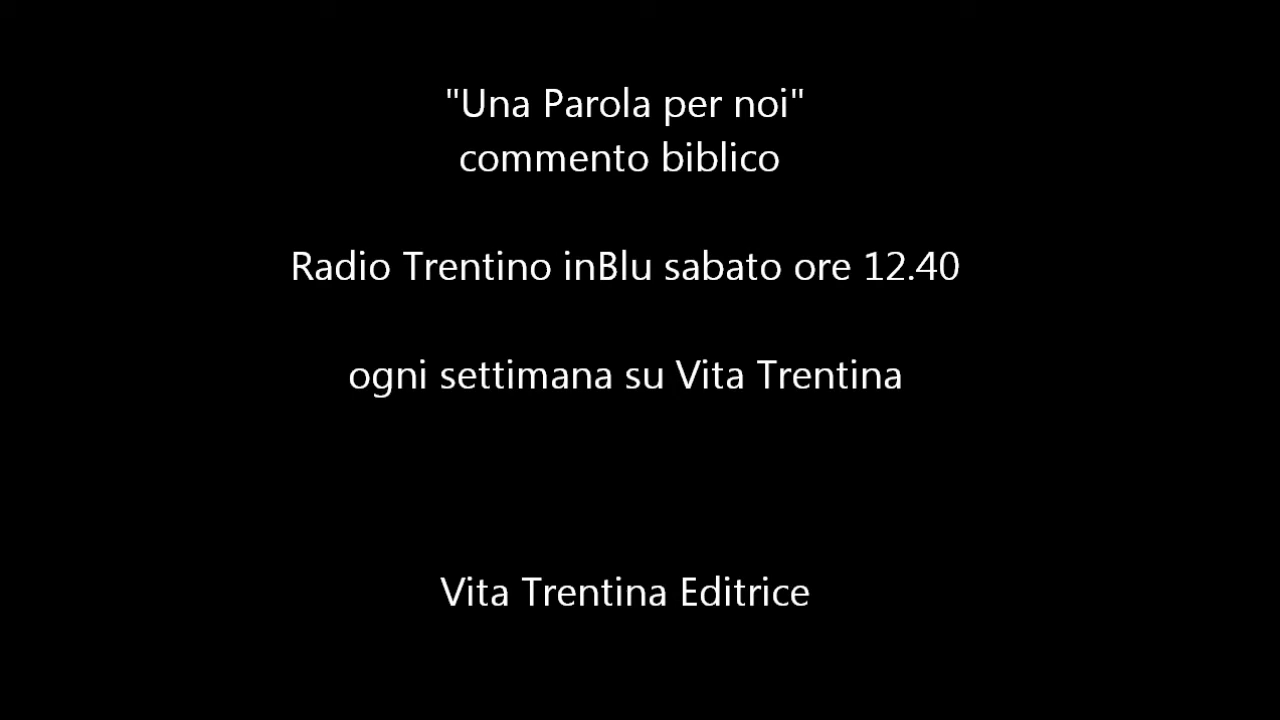 "Una Parola per noi"
commento biblico
Radio Trentino inBlu sabato ore 12.40
ogni settimana su Vita Trentina
Vita Trentina Editrice